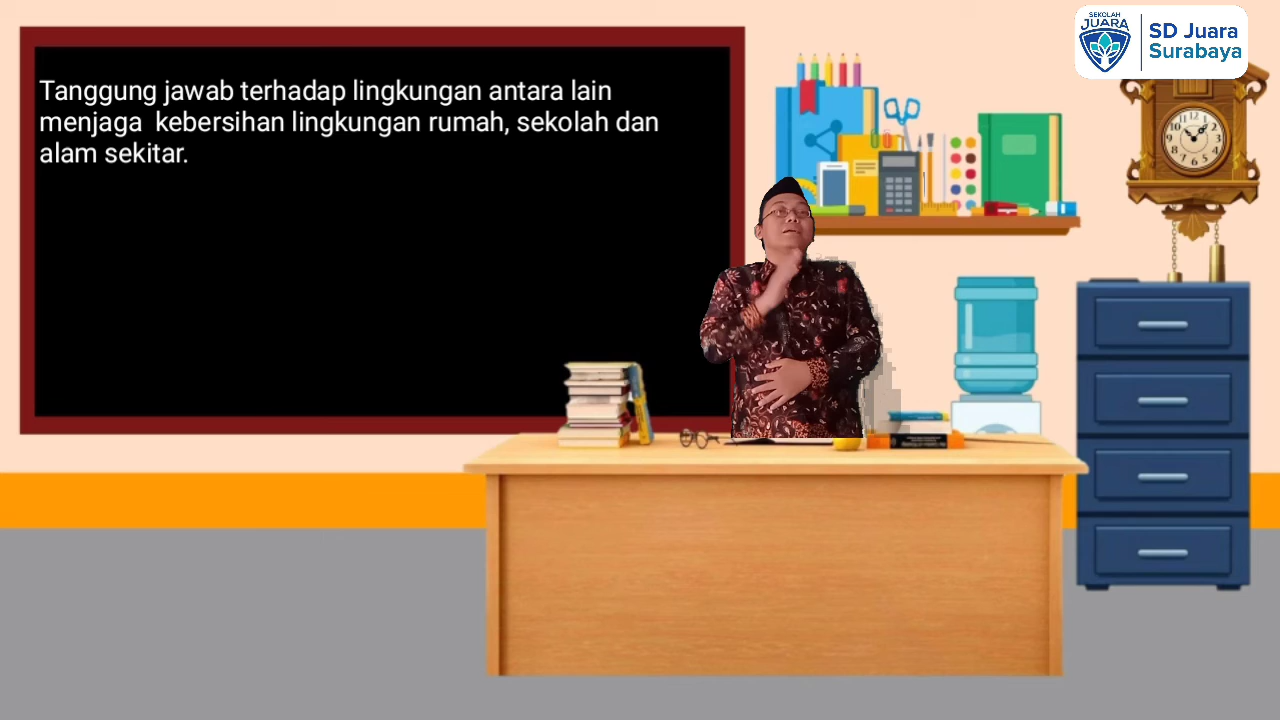 Tanggung jawab terhadap lingkungan antara lain
menjaga  kebersihan lingkungan rumah, sekolah dan
alam sekitar.
SEKOLAH
JUARA
SD Juara
Surabaya